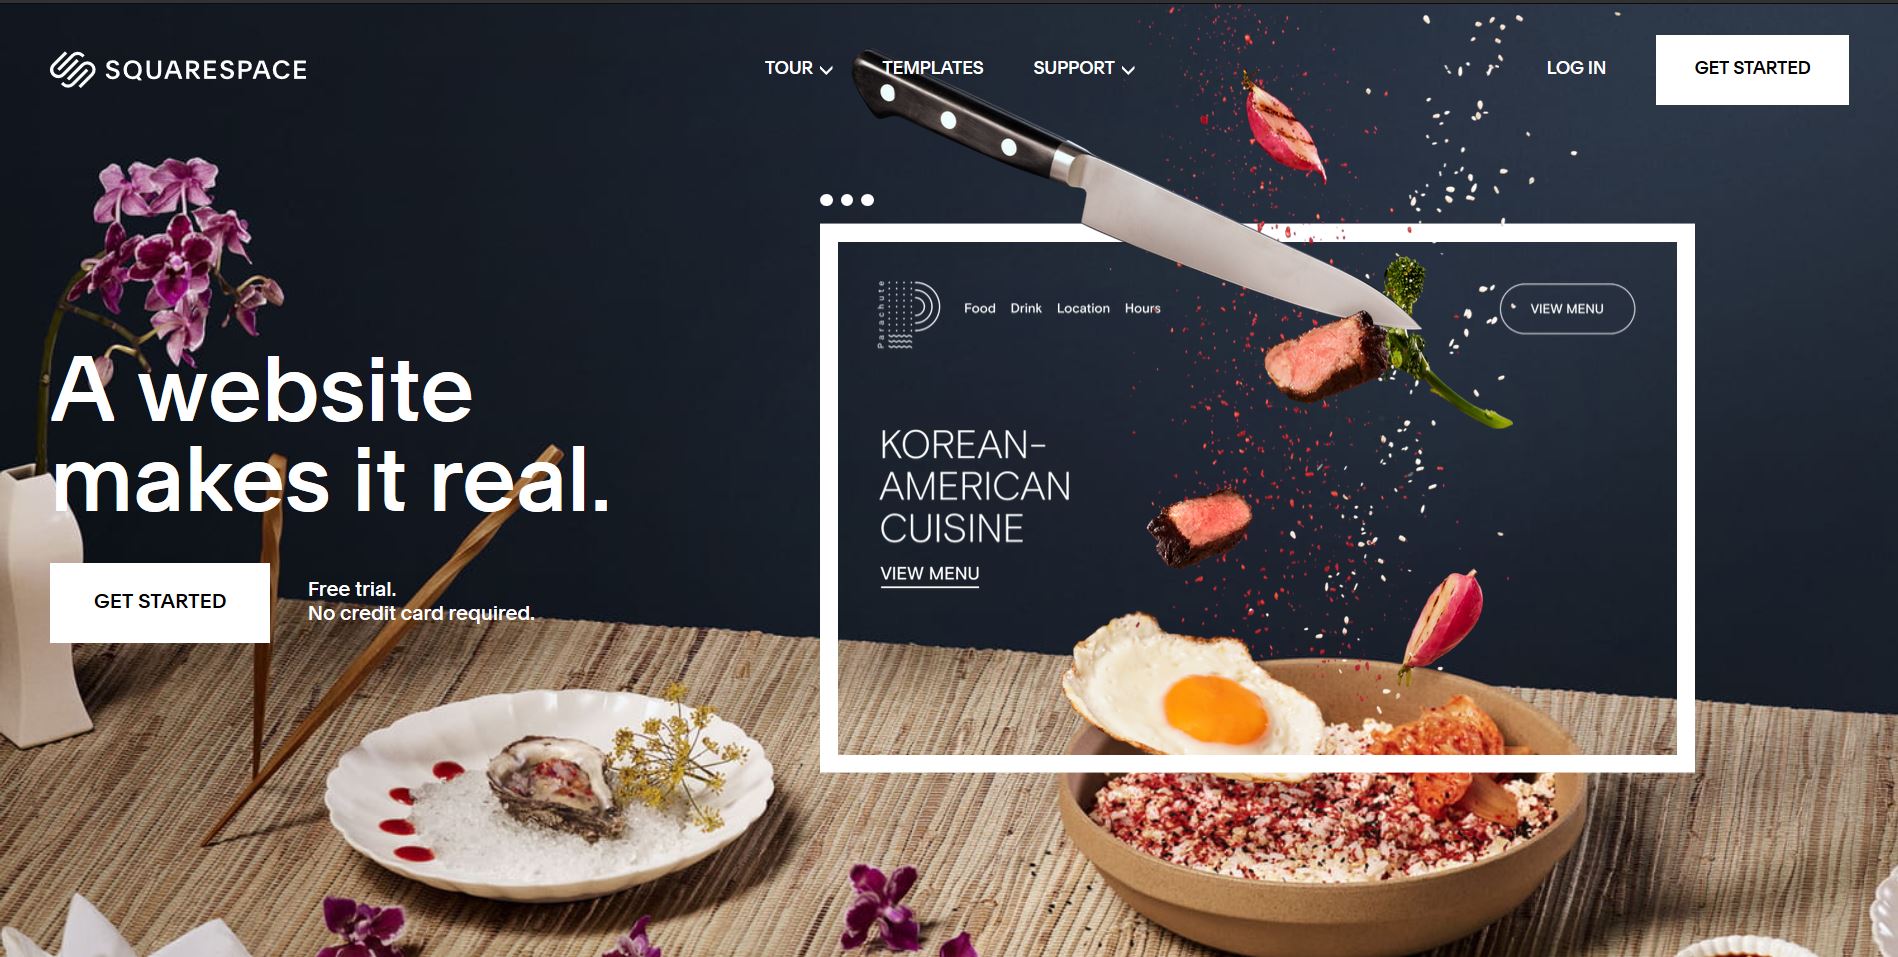 SQUARESPACE
TOUR TEMPLATES SUPPORT LOG IN GET STARTED
A website
makes it real.
GET STARTED
Free trial.
No credit card required.
Parachute
Food Drink Location Hours VIEW MENU
KOREAN-
AMERICAN
CUISINE
VIEW MENU